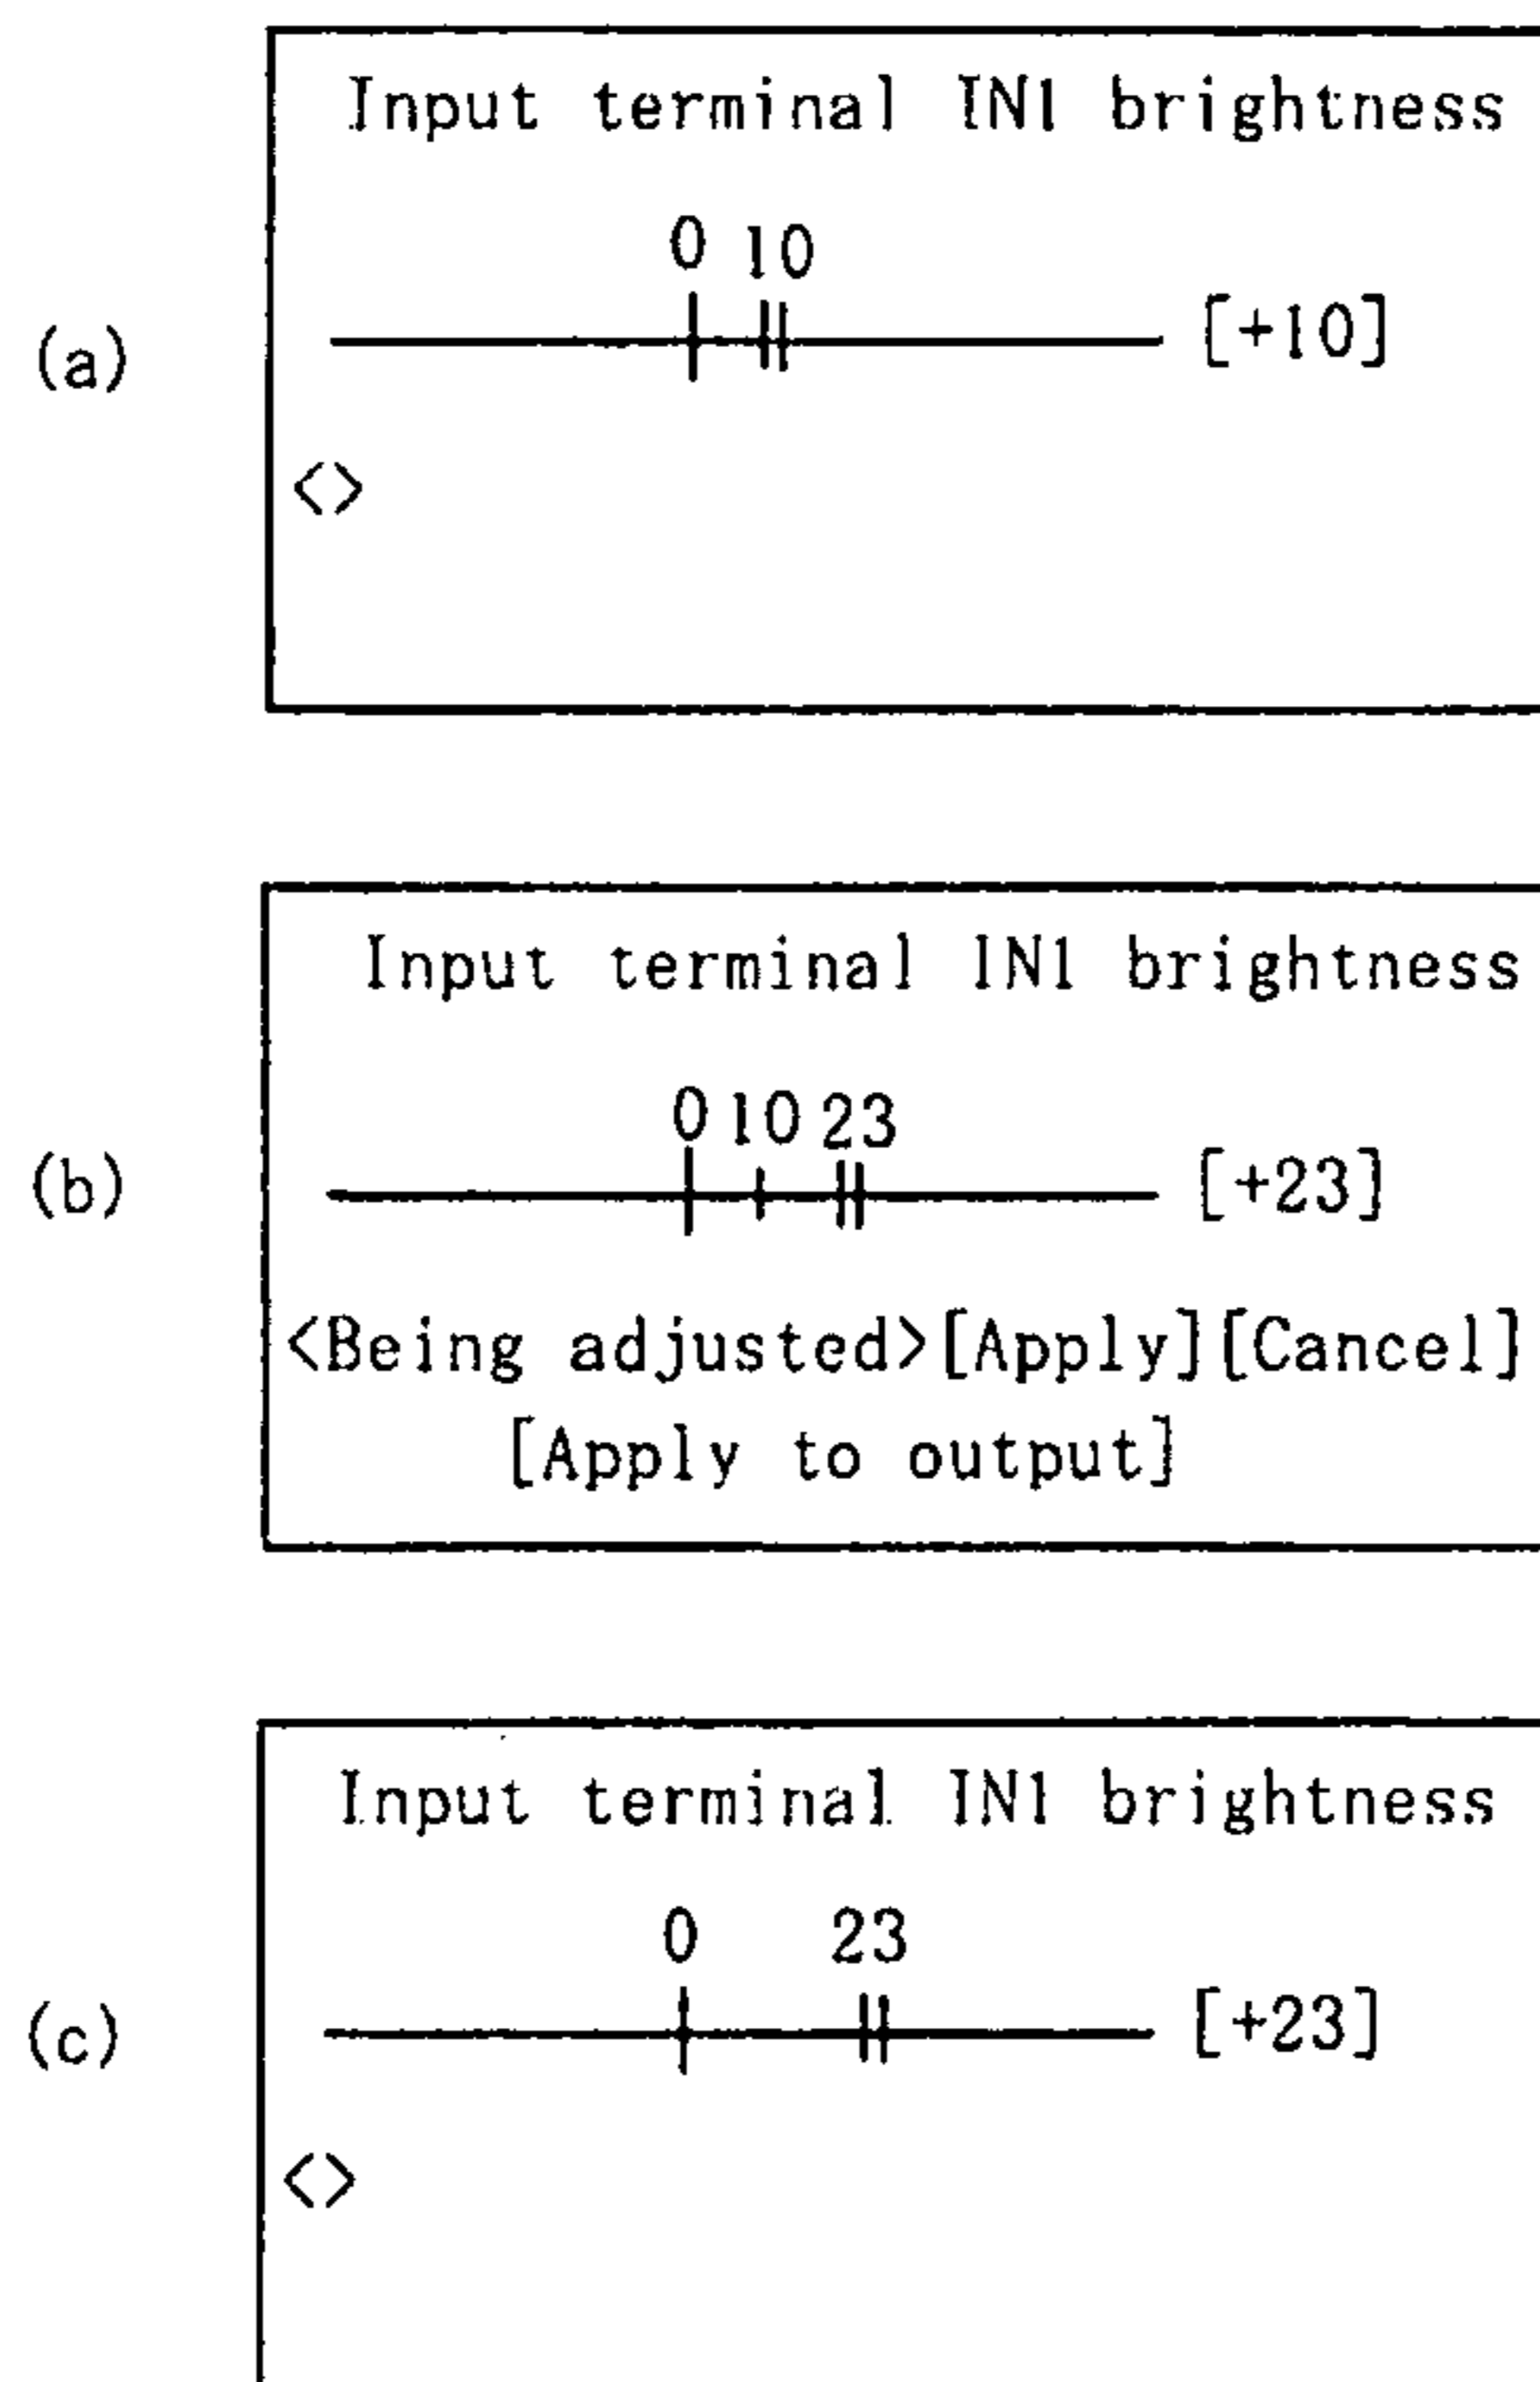 Input terminal IN1 brightness
0 10
(a) [+10]
<>
Input terminal IN1 brightness
0 10 23
(b) [+23]
<Being adjusted>[Apply][Cancel]
[Apply to output]
Input terminal IN1 brightness
0 23
(c) [+23]
<>